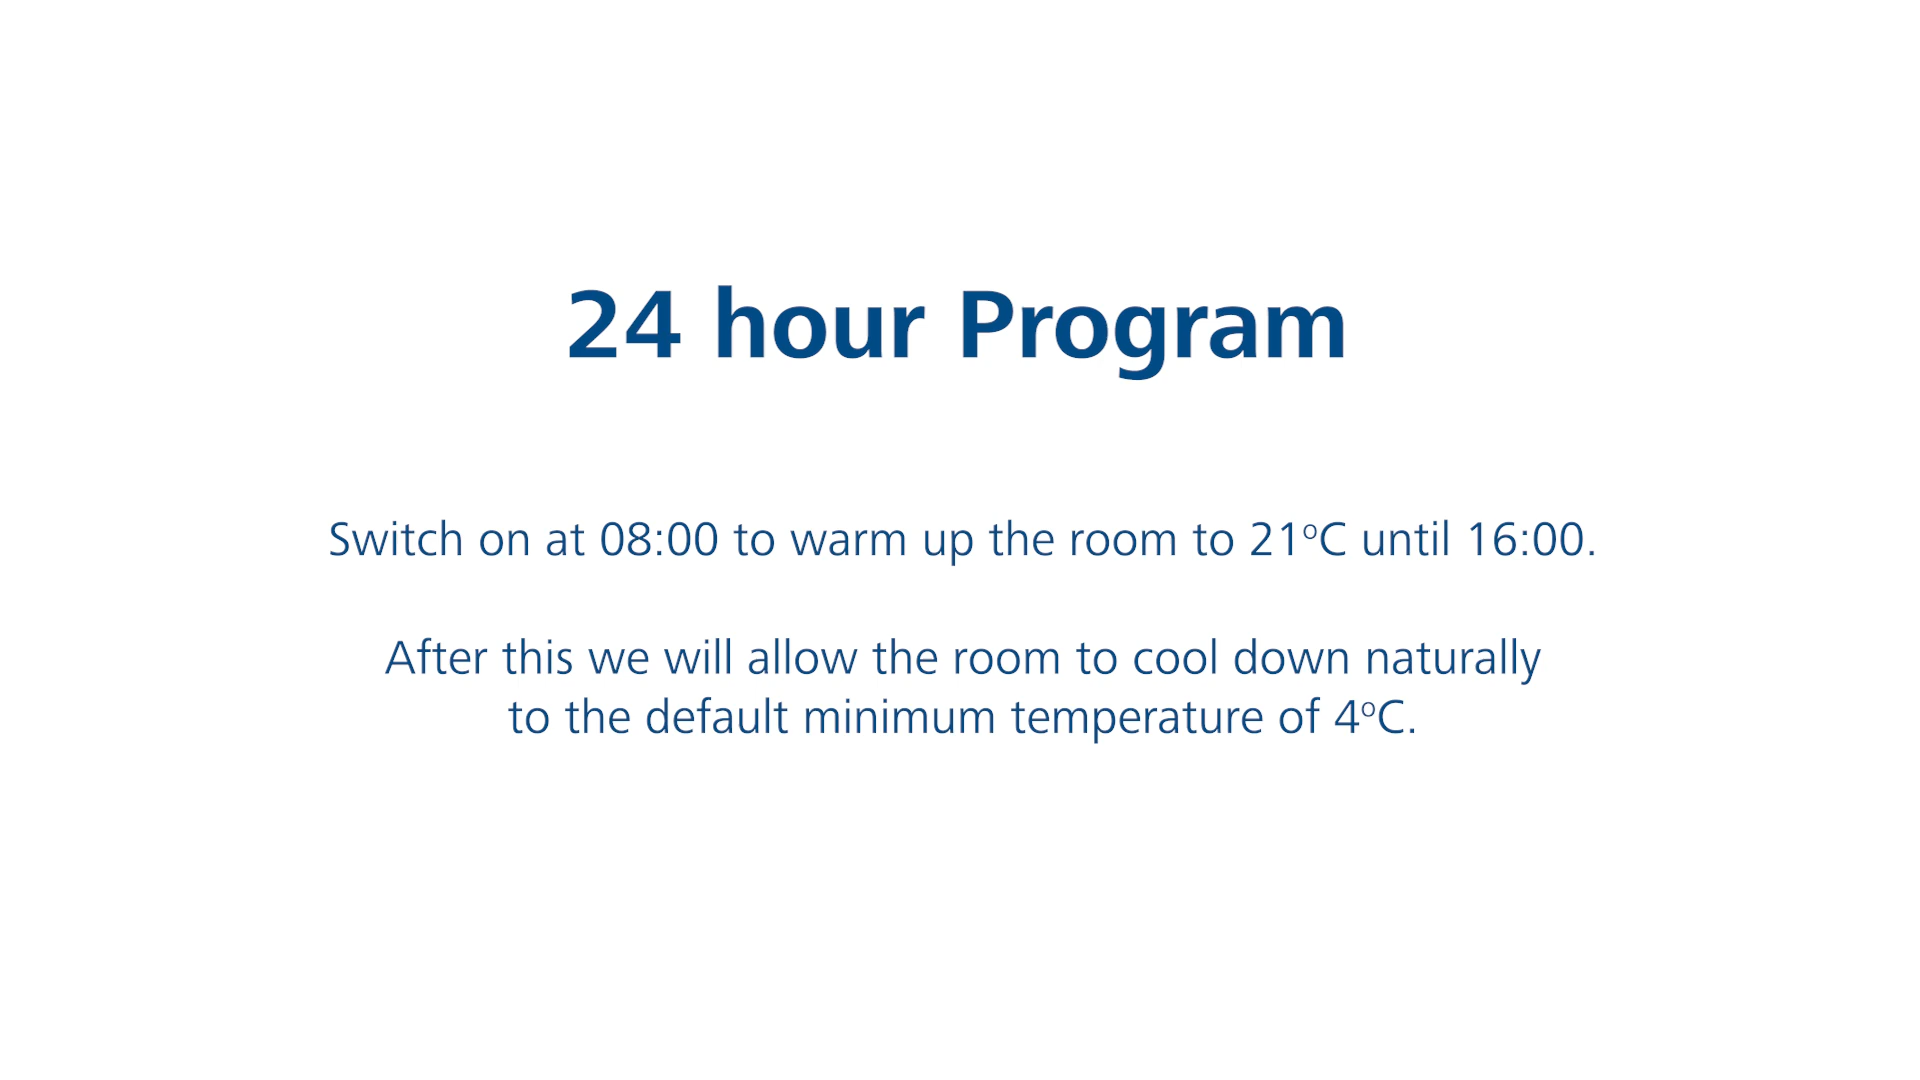 24 hour Program
Switch on at 08:00 to warm up the room to 21ºC until 16:00.
After this we will allow the room to cool down naturally
to the default minimum temperature of 4ºC.